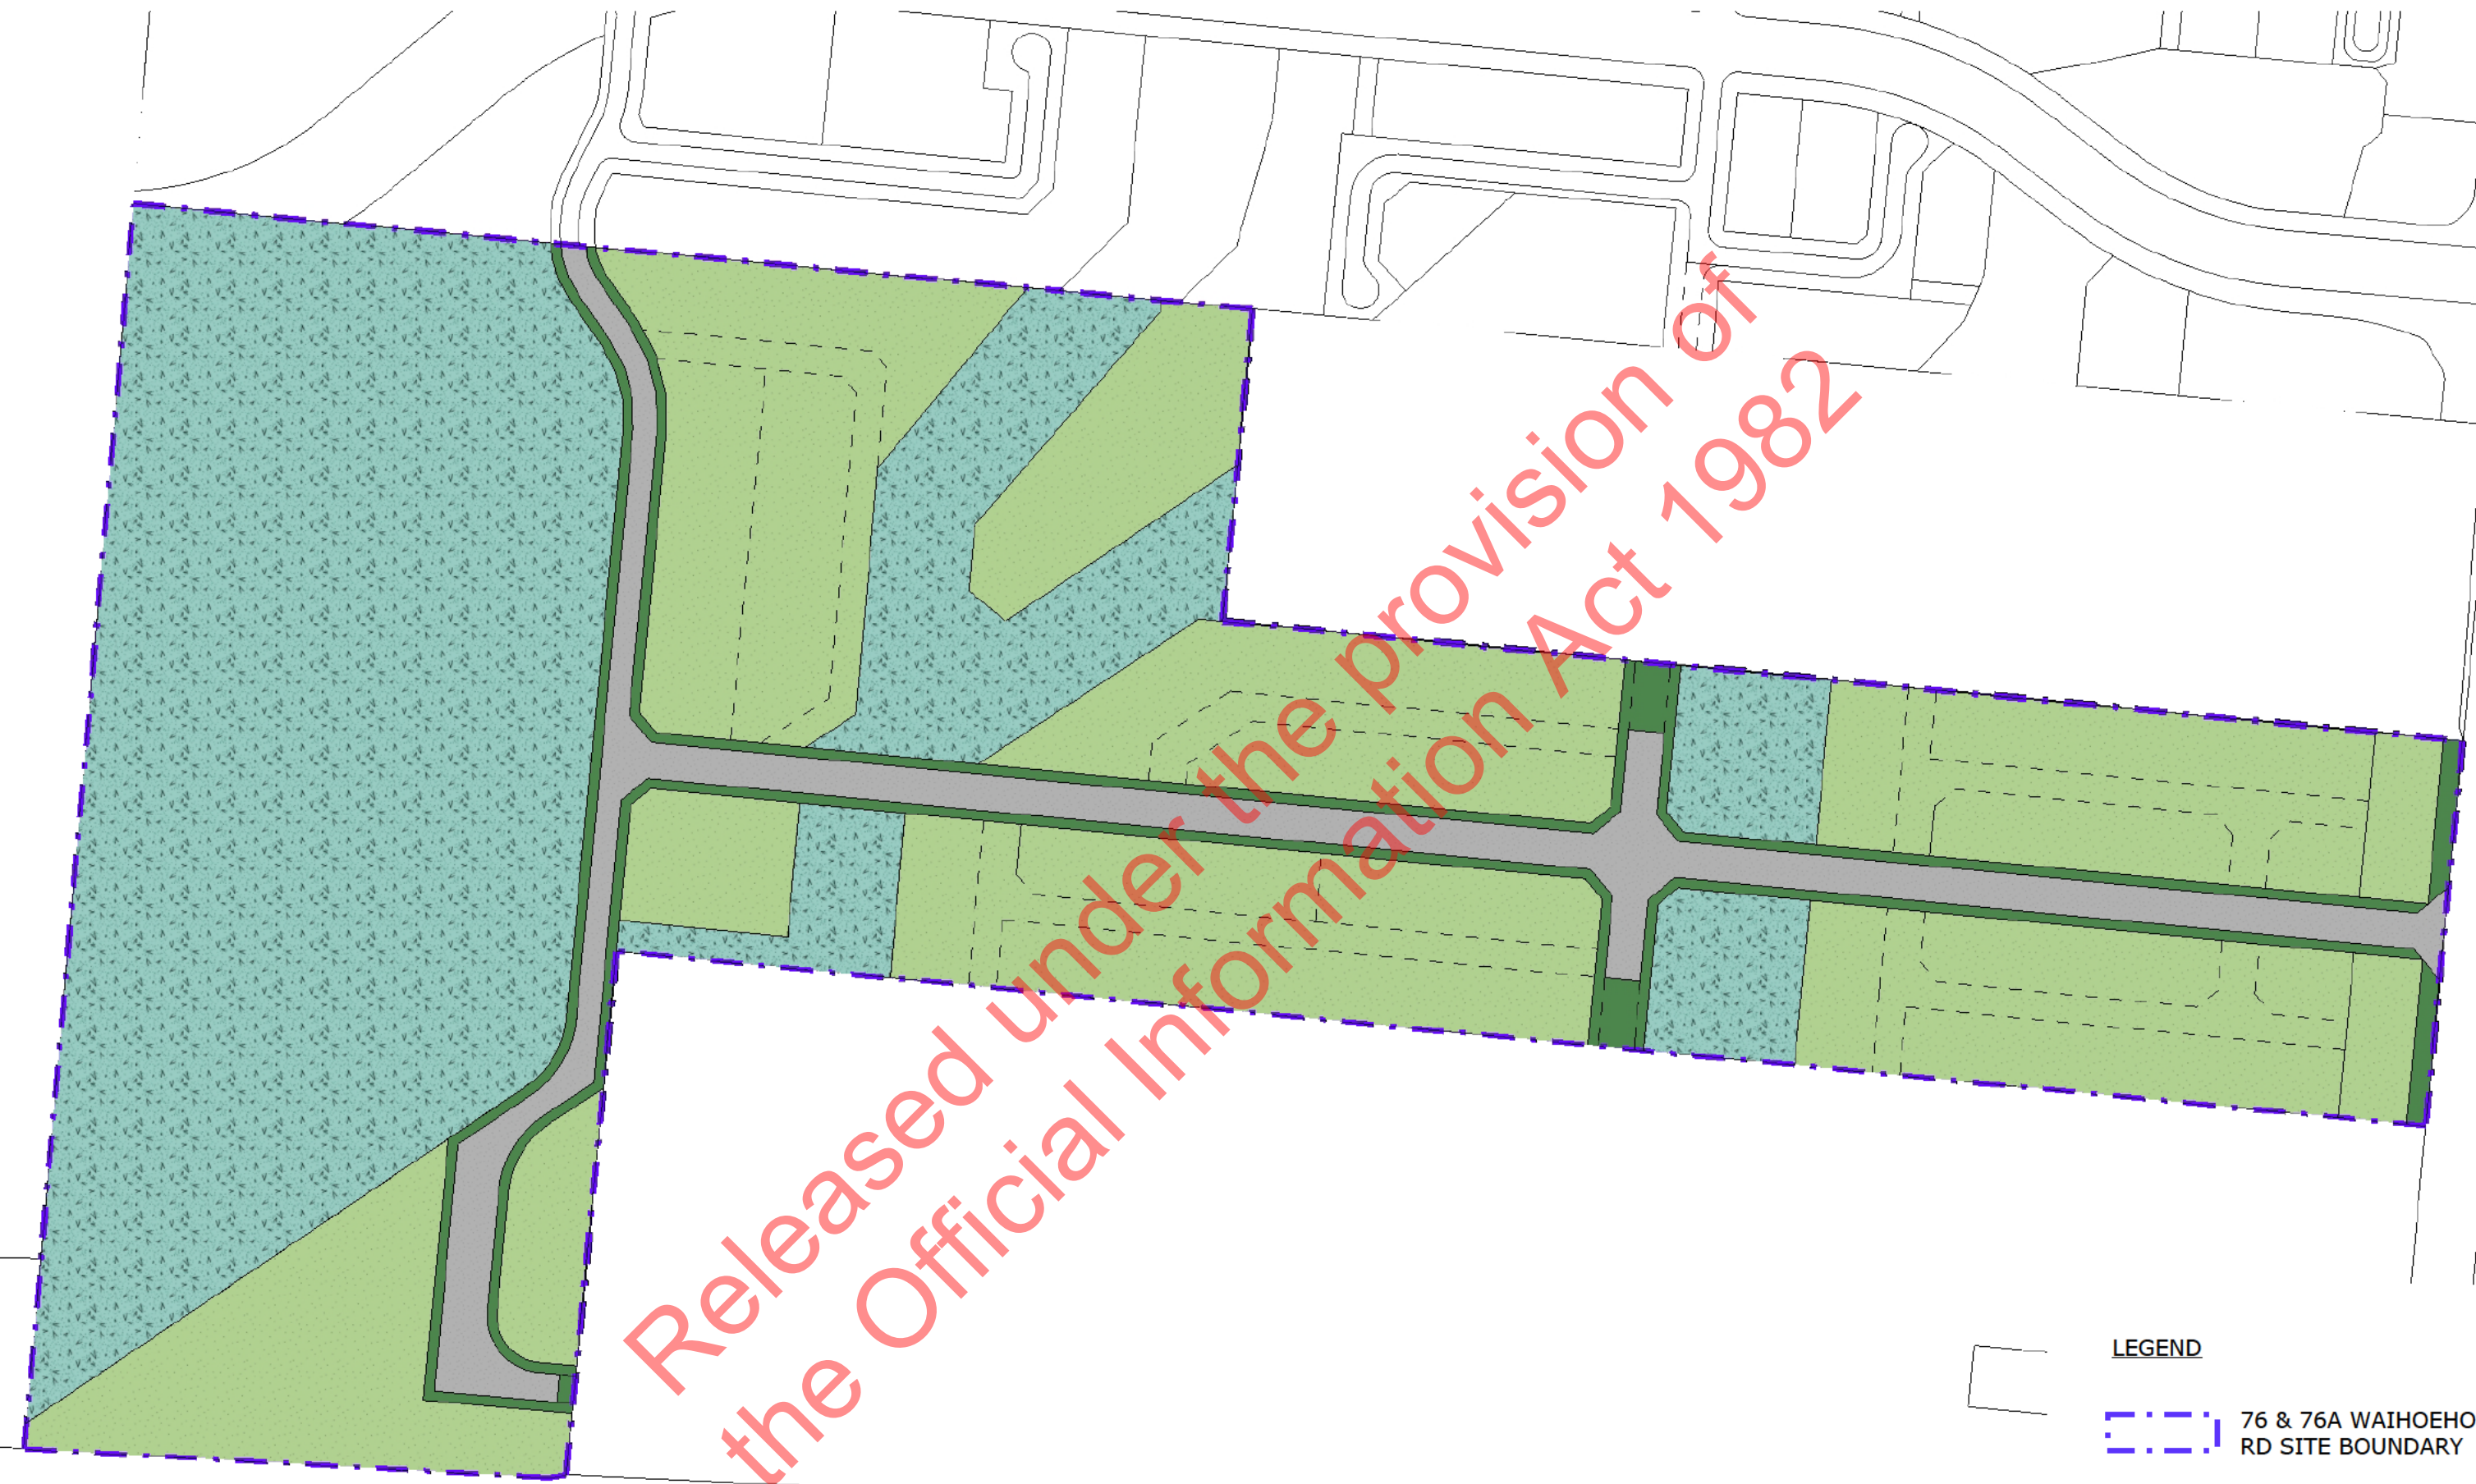 Released under the provision of
the Official Information Act 1982
LEGEND
76 & 76A WAIHOEHO
RD SITE BOUNDARY